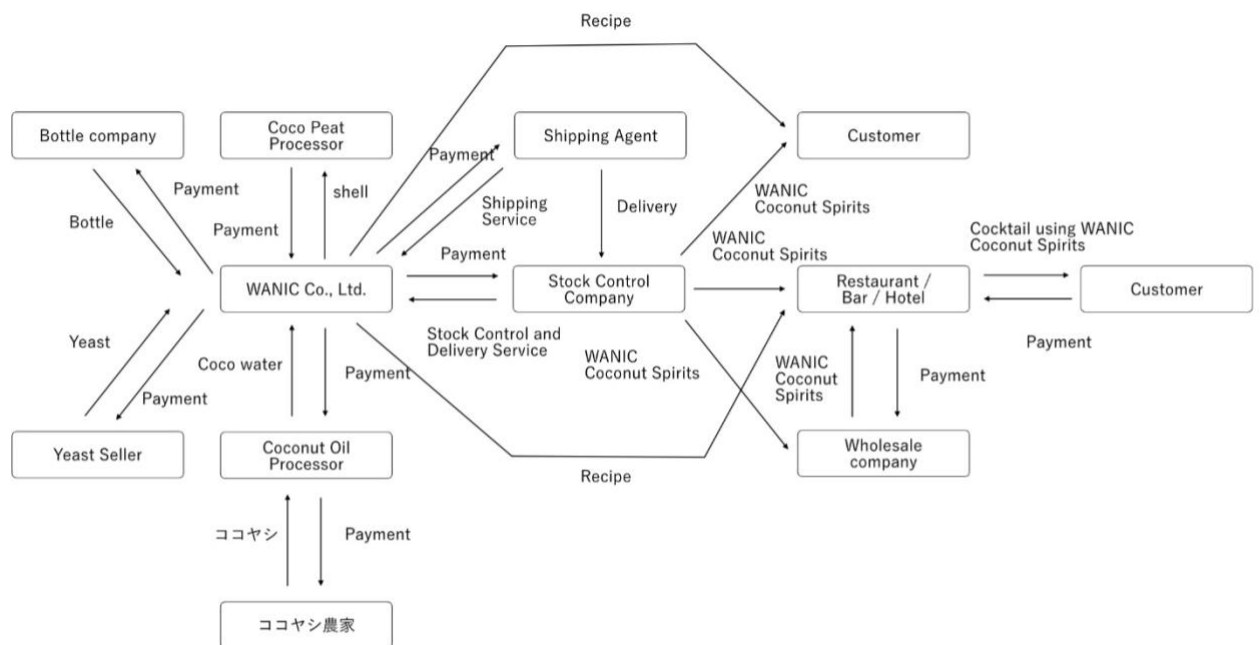 Recipe
Bottle company
Coco Peat
Processor
Shipping Agent
Customer
Payment
Payment
shell
Bottle
Payment
Shipping
Service
Delivery
WANIC
Coconut Spirits
WANIC
Coconut Spirits
Cocktail using WANIC
Coconut Spirits
Payment
WANIC Co., Ltd.
Stock Control
Company
Restaurant /
Bar / Hotel
Customer
Yeast
Coco water
Payment
Payment
Stock Control and
Delivery Service
WANIC
Coconut Spirits
WANIC
Coconut
Spirits
Payment
Payment
Yeast Seller
Coconut Oil
Processor
Wholesale
company
Recipe
ココヤシ
Payment
ココヤシ農家